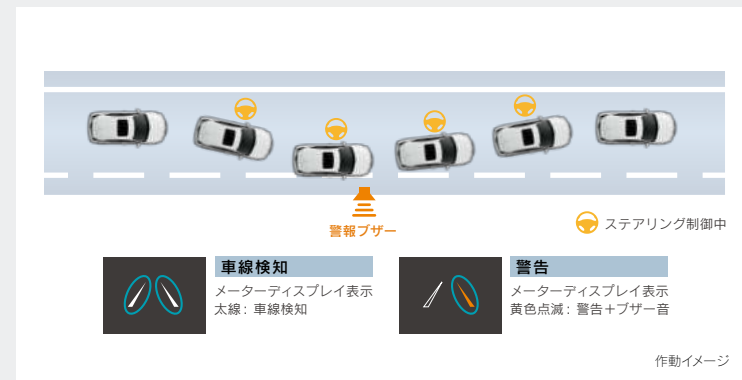 警報ブザー
ステアリング制御中
車線検知
メーターディスプレイ表示
太線：車線検知
警告
メーターディスプレイ表示
黄色点滅：警告＋ブザー音
作動イメージ